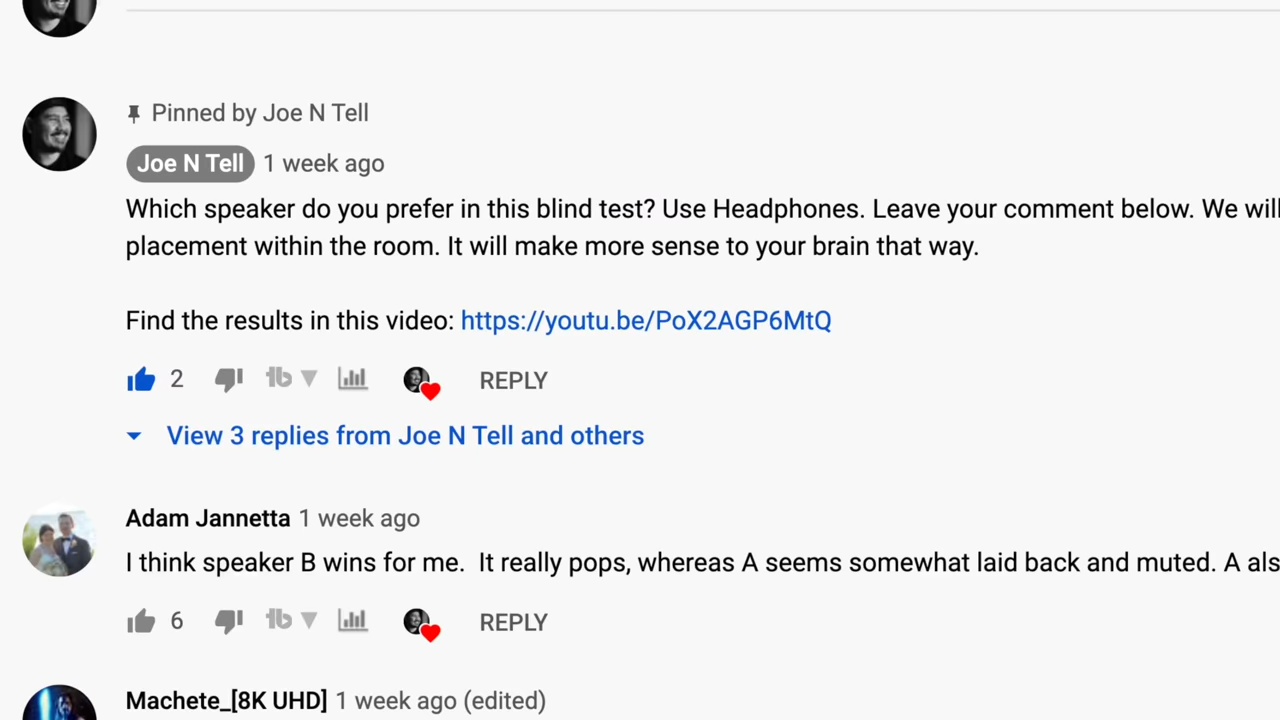 Pinned by Joe N Tell
Joe N Tell 1 week ago
Which speaker do you prefer in this blind test? Use Headphones. Leave your comment below. We will
placement within the room. It will make more sense to your brain that way.
Find the results in this video: https://youtu.be/PoX2AGP6MtQ
2 tb REPLY
View 3 replies from Joe N Tell and others
Adam Jannetta 1 week ago
I think speaker B wins for me. It really pops, whereas A seems somewhat laid back and muted. A als
6 tb REPLY
Machete_[8K UHD] 1 week ago (edited)